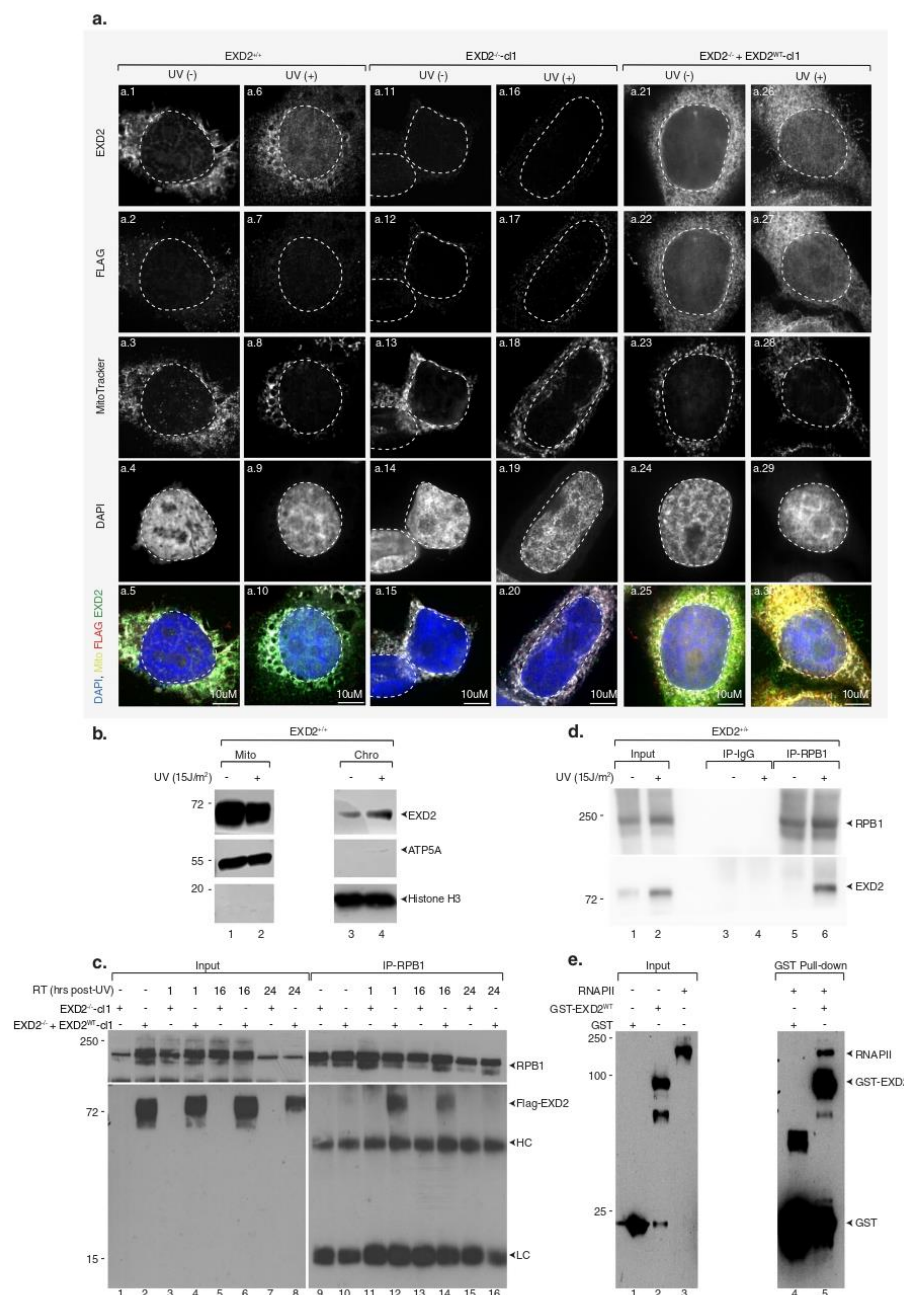 a.
EXD2+/+ EXD2-/--cl1 EXD2-/- + EXD2WT-cl1
UV (-) UV (+) UV (-) UV (+) UV (-) UV (+)
EXD2 a.1 a.6 a.11 a.16 a.21 a.26
FLAG a.2 a.7 a.12 a.17 a.22 a.27
MitoTracker a.3 a.8 a.13 a.18 a.23 a.28
DAPI a.4 a.9 a.14 a.19 a.24 a.29
DAPI, Mito FLAG EXD2 a.5 a.10 a.15 a.20 a.25 a.30
10uM 10uM 10uM 10uM 10uM 10uM
b.
EXD2+/+
Mito Chro
UV (15J/m²) - + - +
72 - EXD2
55 - ATP5A
20 - Histone H3
1 2 3 4
d.
EXD2+/+
Input IP-IgG IP-RPB1
UV (15J/m²) - + - + - +
250 - RPB1
72 - EXD2
1 2 3 4 5 6
c.
Input IP-RPB1
RT (hrs post-UV) - - 1 1 16 16 24 24 - - 1 1 16 16 24 24
EXD2-/--cl1 + - + - + - + - + - + - + - + -
EXD2-/- + EXD2WT-cl1 - + - + - + - + - + - + - + - +
250 - RPB1
72 - Flag-EXD2
HC
15 - LC
1 2 3 4 5 6 7 8 9 10 11 12 13 14 15 16
e.
Input GST Pull-down
RNAPII - - + + +
GST-EXD2WT - + - - +
GST + - - + -
250 - RNAPII
100 - GST-EXD2
25 - GST
1 2 3 4 5